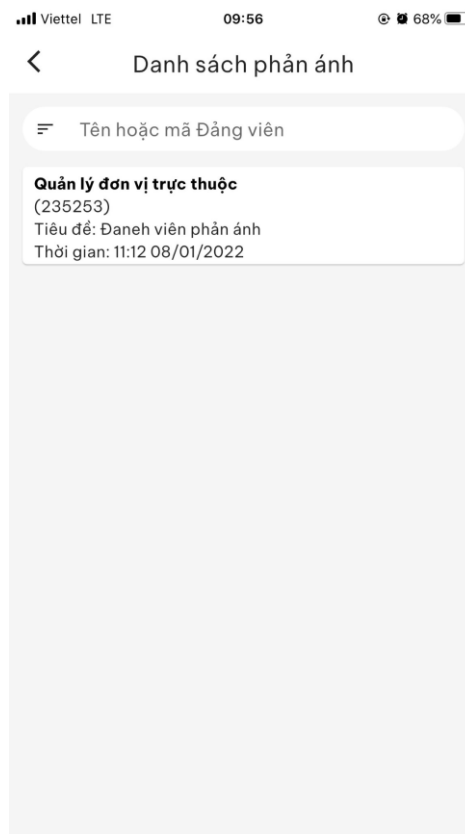 Viettel LTE 09:56 68%
Danh sách phản ánh
Tên hoặc mã Đảng viên
Quản lý đơn vị trực thuộc
(235253)
Tiêu đề: Đaneh viên phản ánh
Thời gian: 11:12 08/01/2022